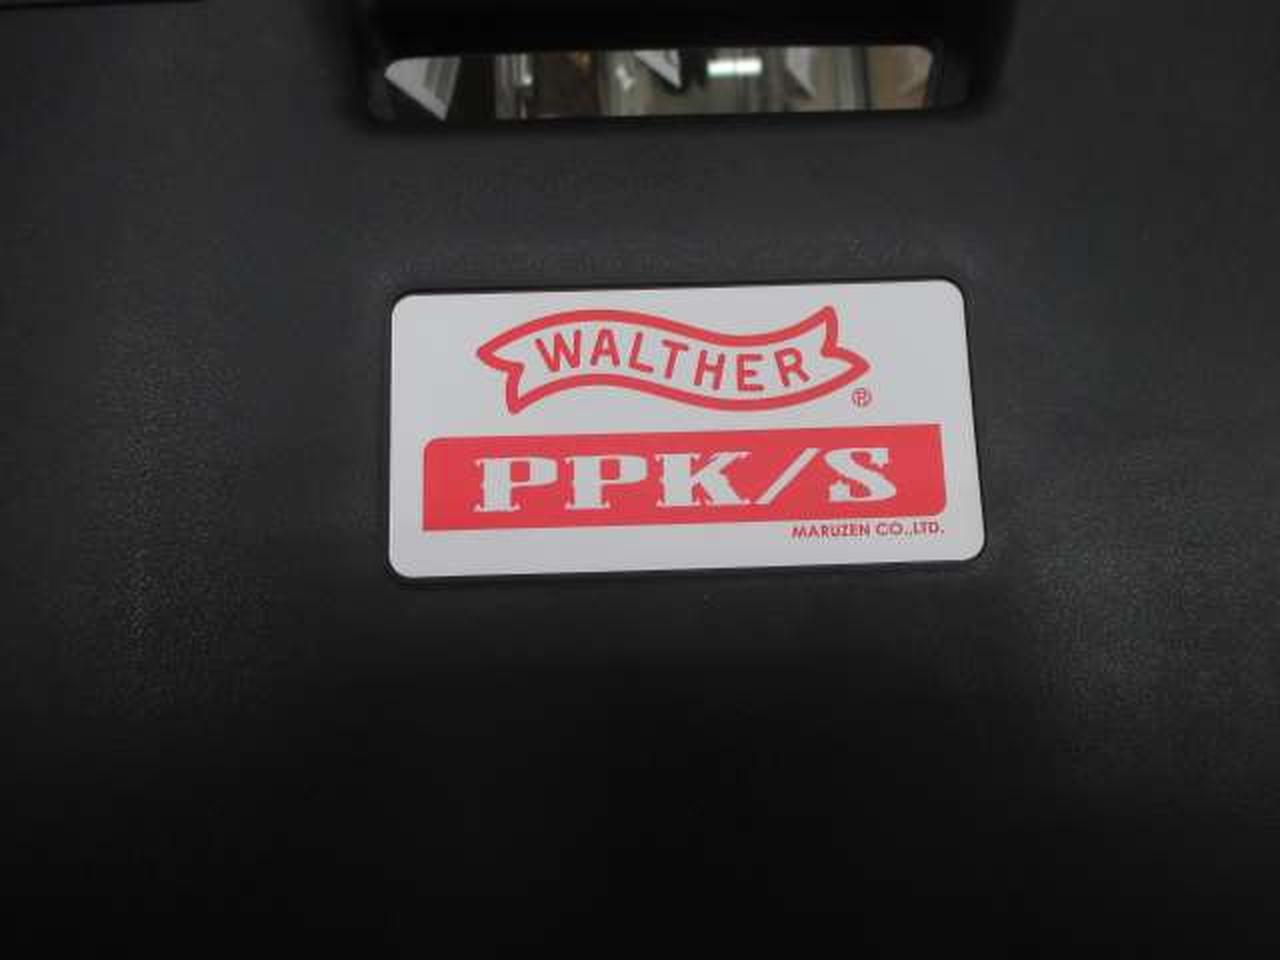 WALTHER
®
PPK/S
MARUZEN CO.,LTD.